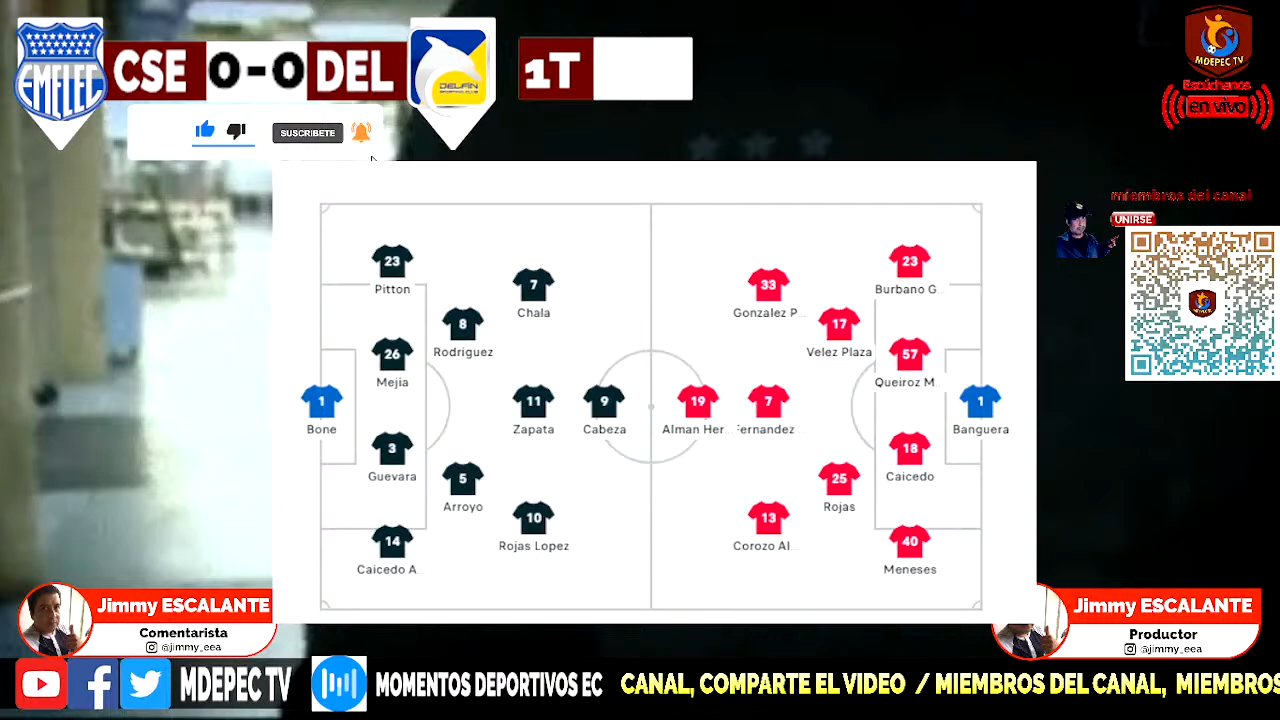 EMELEC
CSE 0-0 DEL
DELFIN
1T
MDEPEC TV
Escúchanos
en vivo
SUSCRIBETE
miembros del canal
UNIRSE
23
Pitton
7
Chala
8
Rodriguez
26
Mejia
1
Bone
11
Zapata
9
Cabeza
3
Guevara
5
Arroyo
10
Rojas Lopez
14
Caicedo A..
33
Gonzalez P...
23
Burbano G..
17
Velez Plaza
57
Queiroz M..
19
Alman Her...
7
Fernandez
1
Banguera
18
Caicedo
25
Rojas
13
Corozo Al...
40
Meneses
Jimmy ESCALANTE
Comentarista
@jimmy_eea
Jimmy ESCALANTE
Productor
@jimmy_eea
MDEPEC TV
MOMENTOS DEPORTIVOS EC
CANAL, COMPARTE EL VIDEO / MIEMBROS DEL CANAL, MIEMBROS